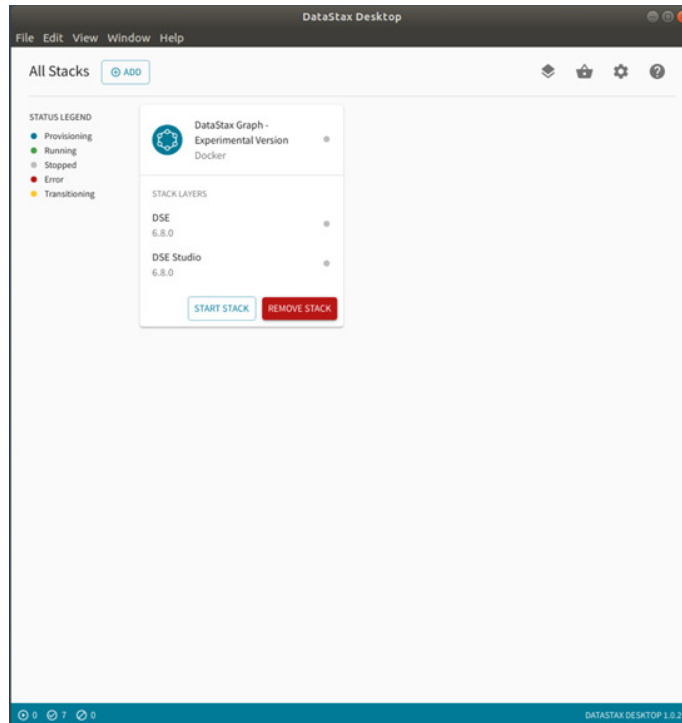 DataStax Desktop
File Edit View Window Help
All Stacks ADD
STATUS LEGEND
Provisioning
Running
Stopped
Error
Transitioning
DataStax Graph -
Experimental Version
Docker
STACK LAYERS
DSE
6.8.0
DSE Studio
6.8.0
START STACK REMOVE STACK
0 7 0 DATASTAX DESKTOP 1.0.2